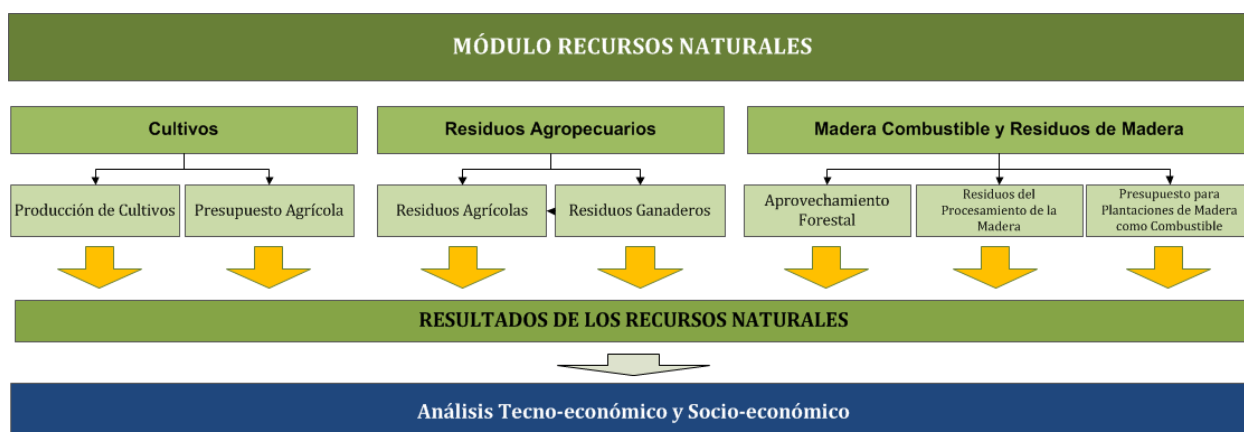 MÓDULO RECURSOS NATURALES
Cultivos
Residuos Agropecuarios
Madera Combustible y Residuos de Madera
Producción de Cultivos
Presupuesto Agrícola
Residuos Agrícolas
Residuos Ganaderos
Aprovechamiento
Forestal
Residuos del
Procesamiento de la
Madera
Presupuesto para
Plantaciones de Madera
como Combustible
RESULTADOS DE LOS RECURSOS NATURALES
Análisis Tecno-económico y Socio-económico